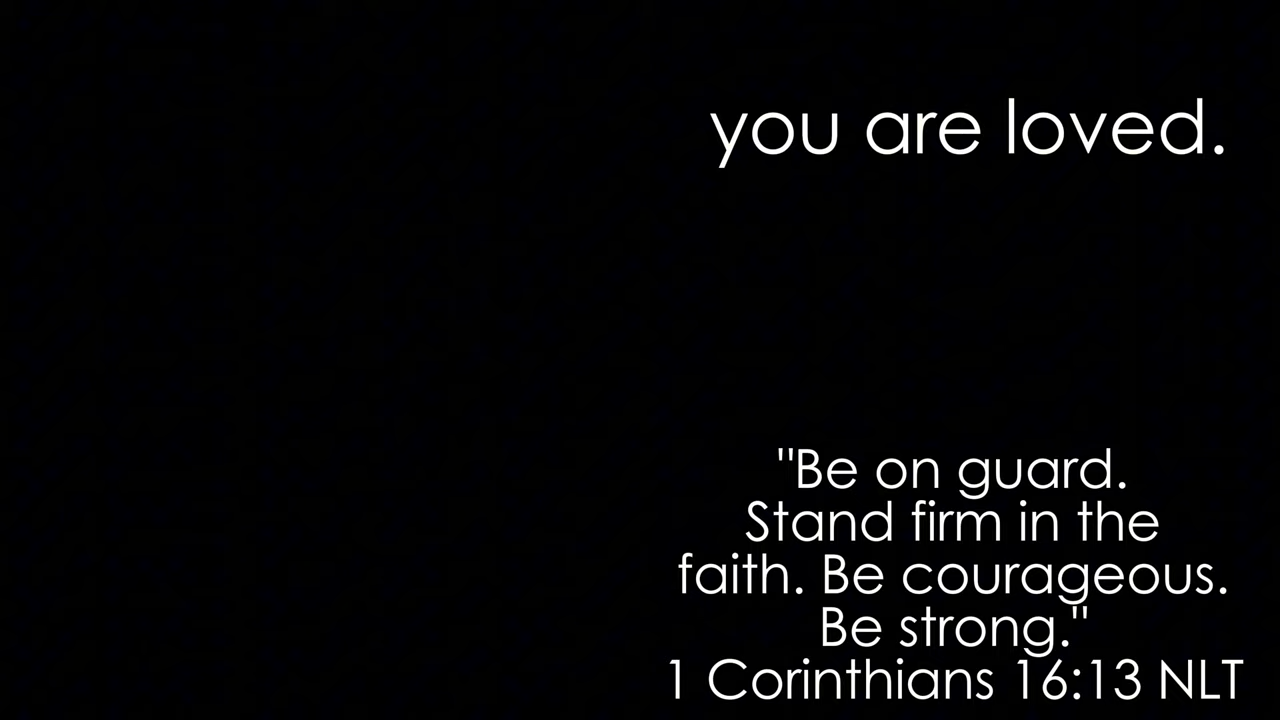 you are loved.
"Be on guard.
Stand firm in the
faith. Be courageous.
Be strong."
1 Corinthians 16:13 NLT